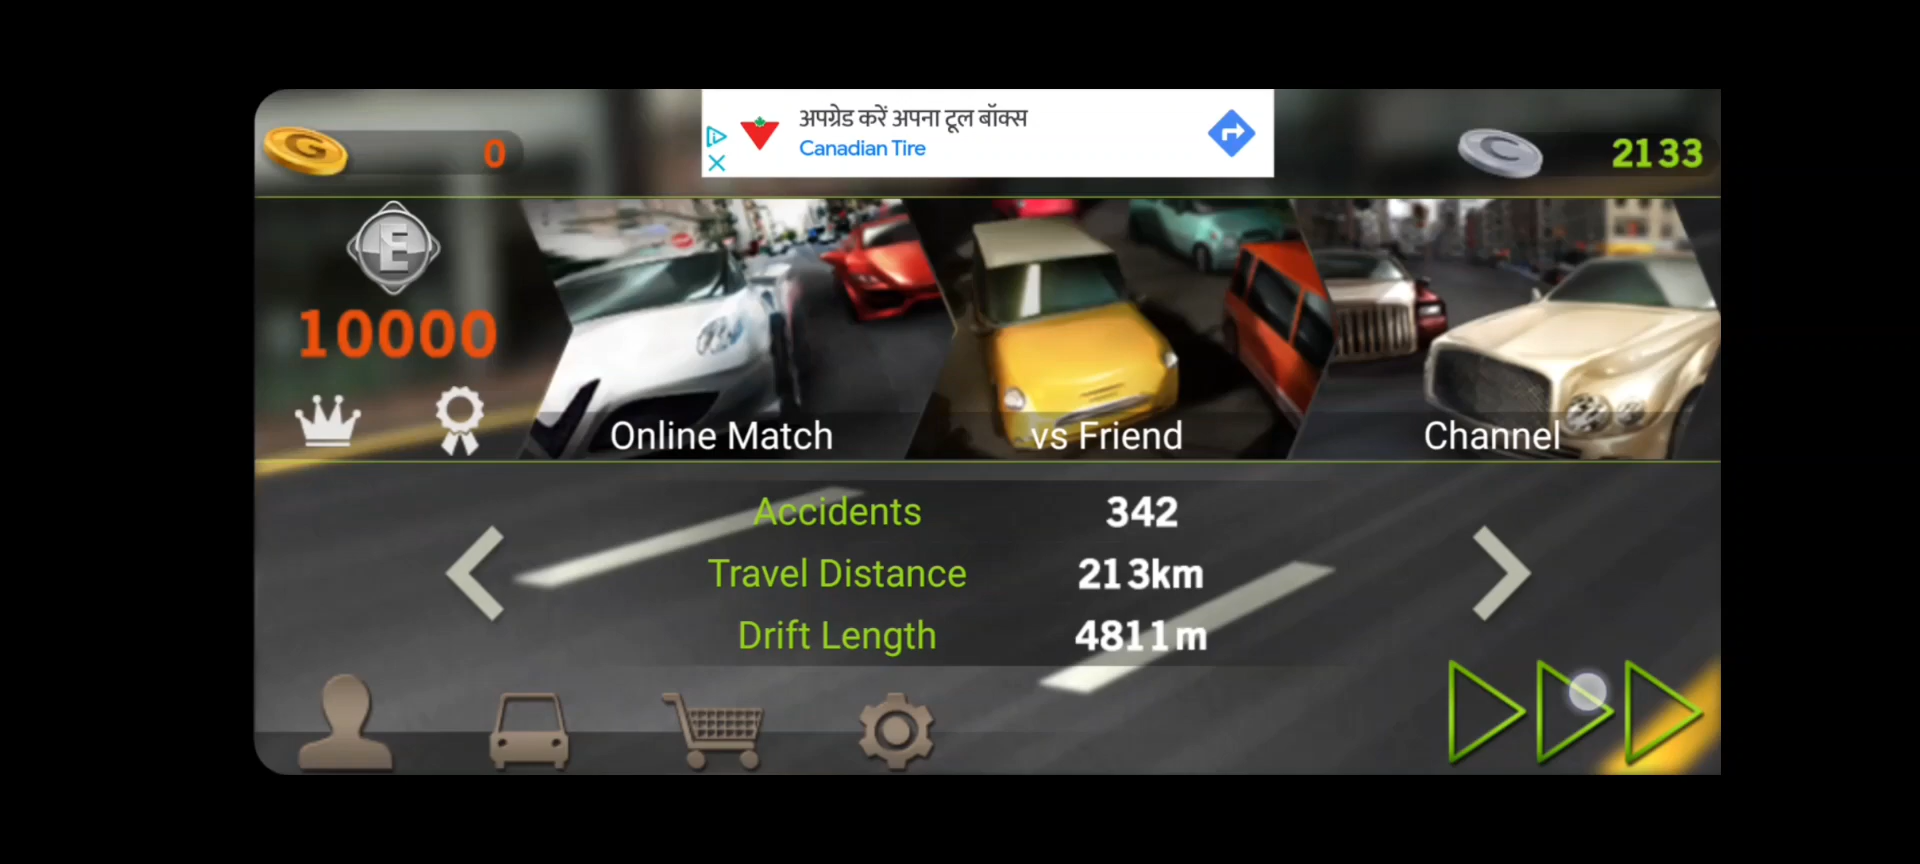 अपग्रेड करें अपना टूल बॉक्स
Canadian Tire
G
0
C
2133
E
10000
Online Match
vs Friend
Channel
Accidents 342
Travel Distance 213km
Drift Length 4811m